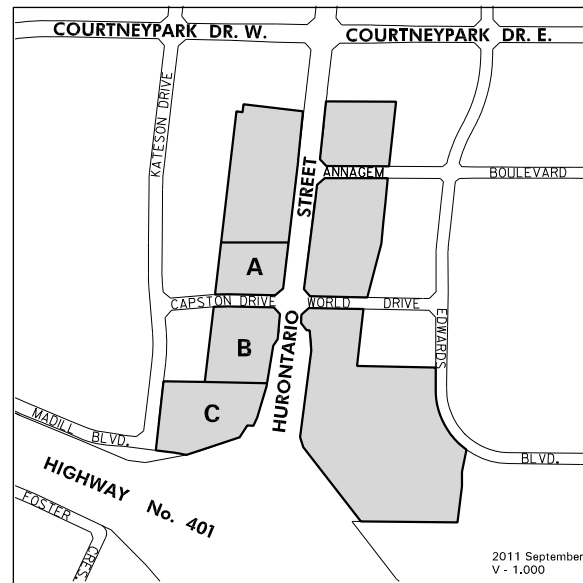 COURTNEYPARK DR. W.
COURTNEYPARK DR. E.
KATESON DRIVE
STREET
ANNAGEM
BOULEVARD
A
CAPSTON DRIVE
WORLD DRIVE
EDWARDS
B
HURONTARIO
C
MADILL BLVD.
BLVD.
HIGHWAY No. 401
FOSTER
CRES.
2011 September
V - 1.000